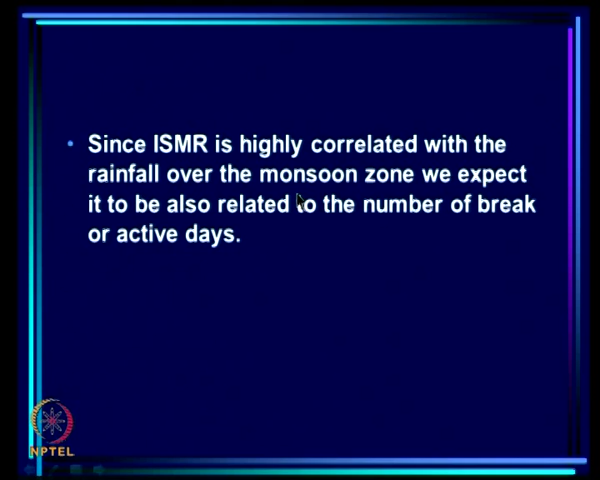 • Since ISMR is highly correlated with the
rainfall over the monsoon zone we expect
it to be also related to the number of break
or active days.
NPTEL